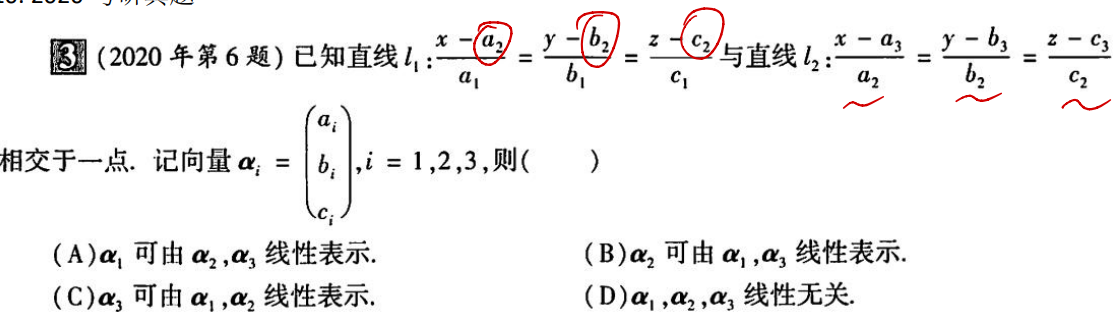 3 (2020 年第 6 题) 已知直线 l₁: (x - a₂)/a₁ = (y - b₂)/b₁ = (z - c₂)/c₁ 与直线 l₂: (x - a₃)/a₂ = (y - b₃)/b₂ = (z - c₃)/c₂
相交于一点. 记向量 αᵢ = (aᵢ bᵢ cᵢ), i = 1,2,3, 则(      )
(A) α₁ 可由 α₂, α₃ 线性表示.    (B) α₂ 可由 α₁, α₃ 线性表示.
(C) α₃ 可由 α₁, α₂ 线性表示.    (D) α₁, α₂, α₃ 线性无关.